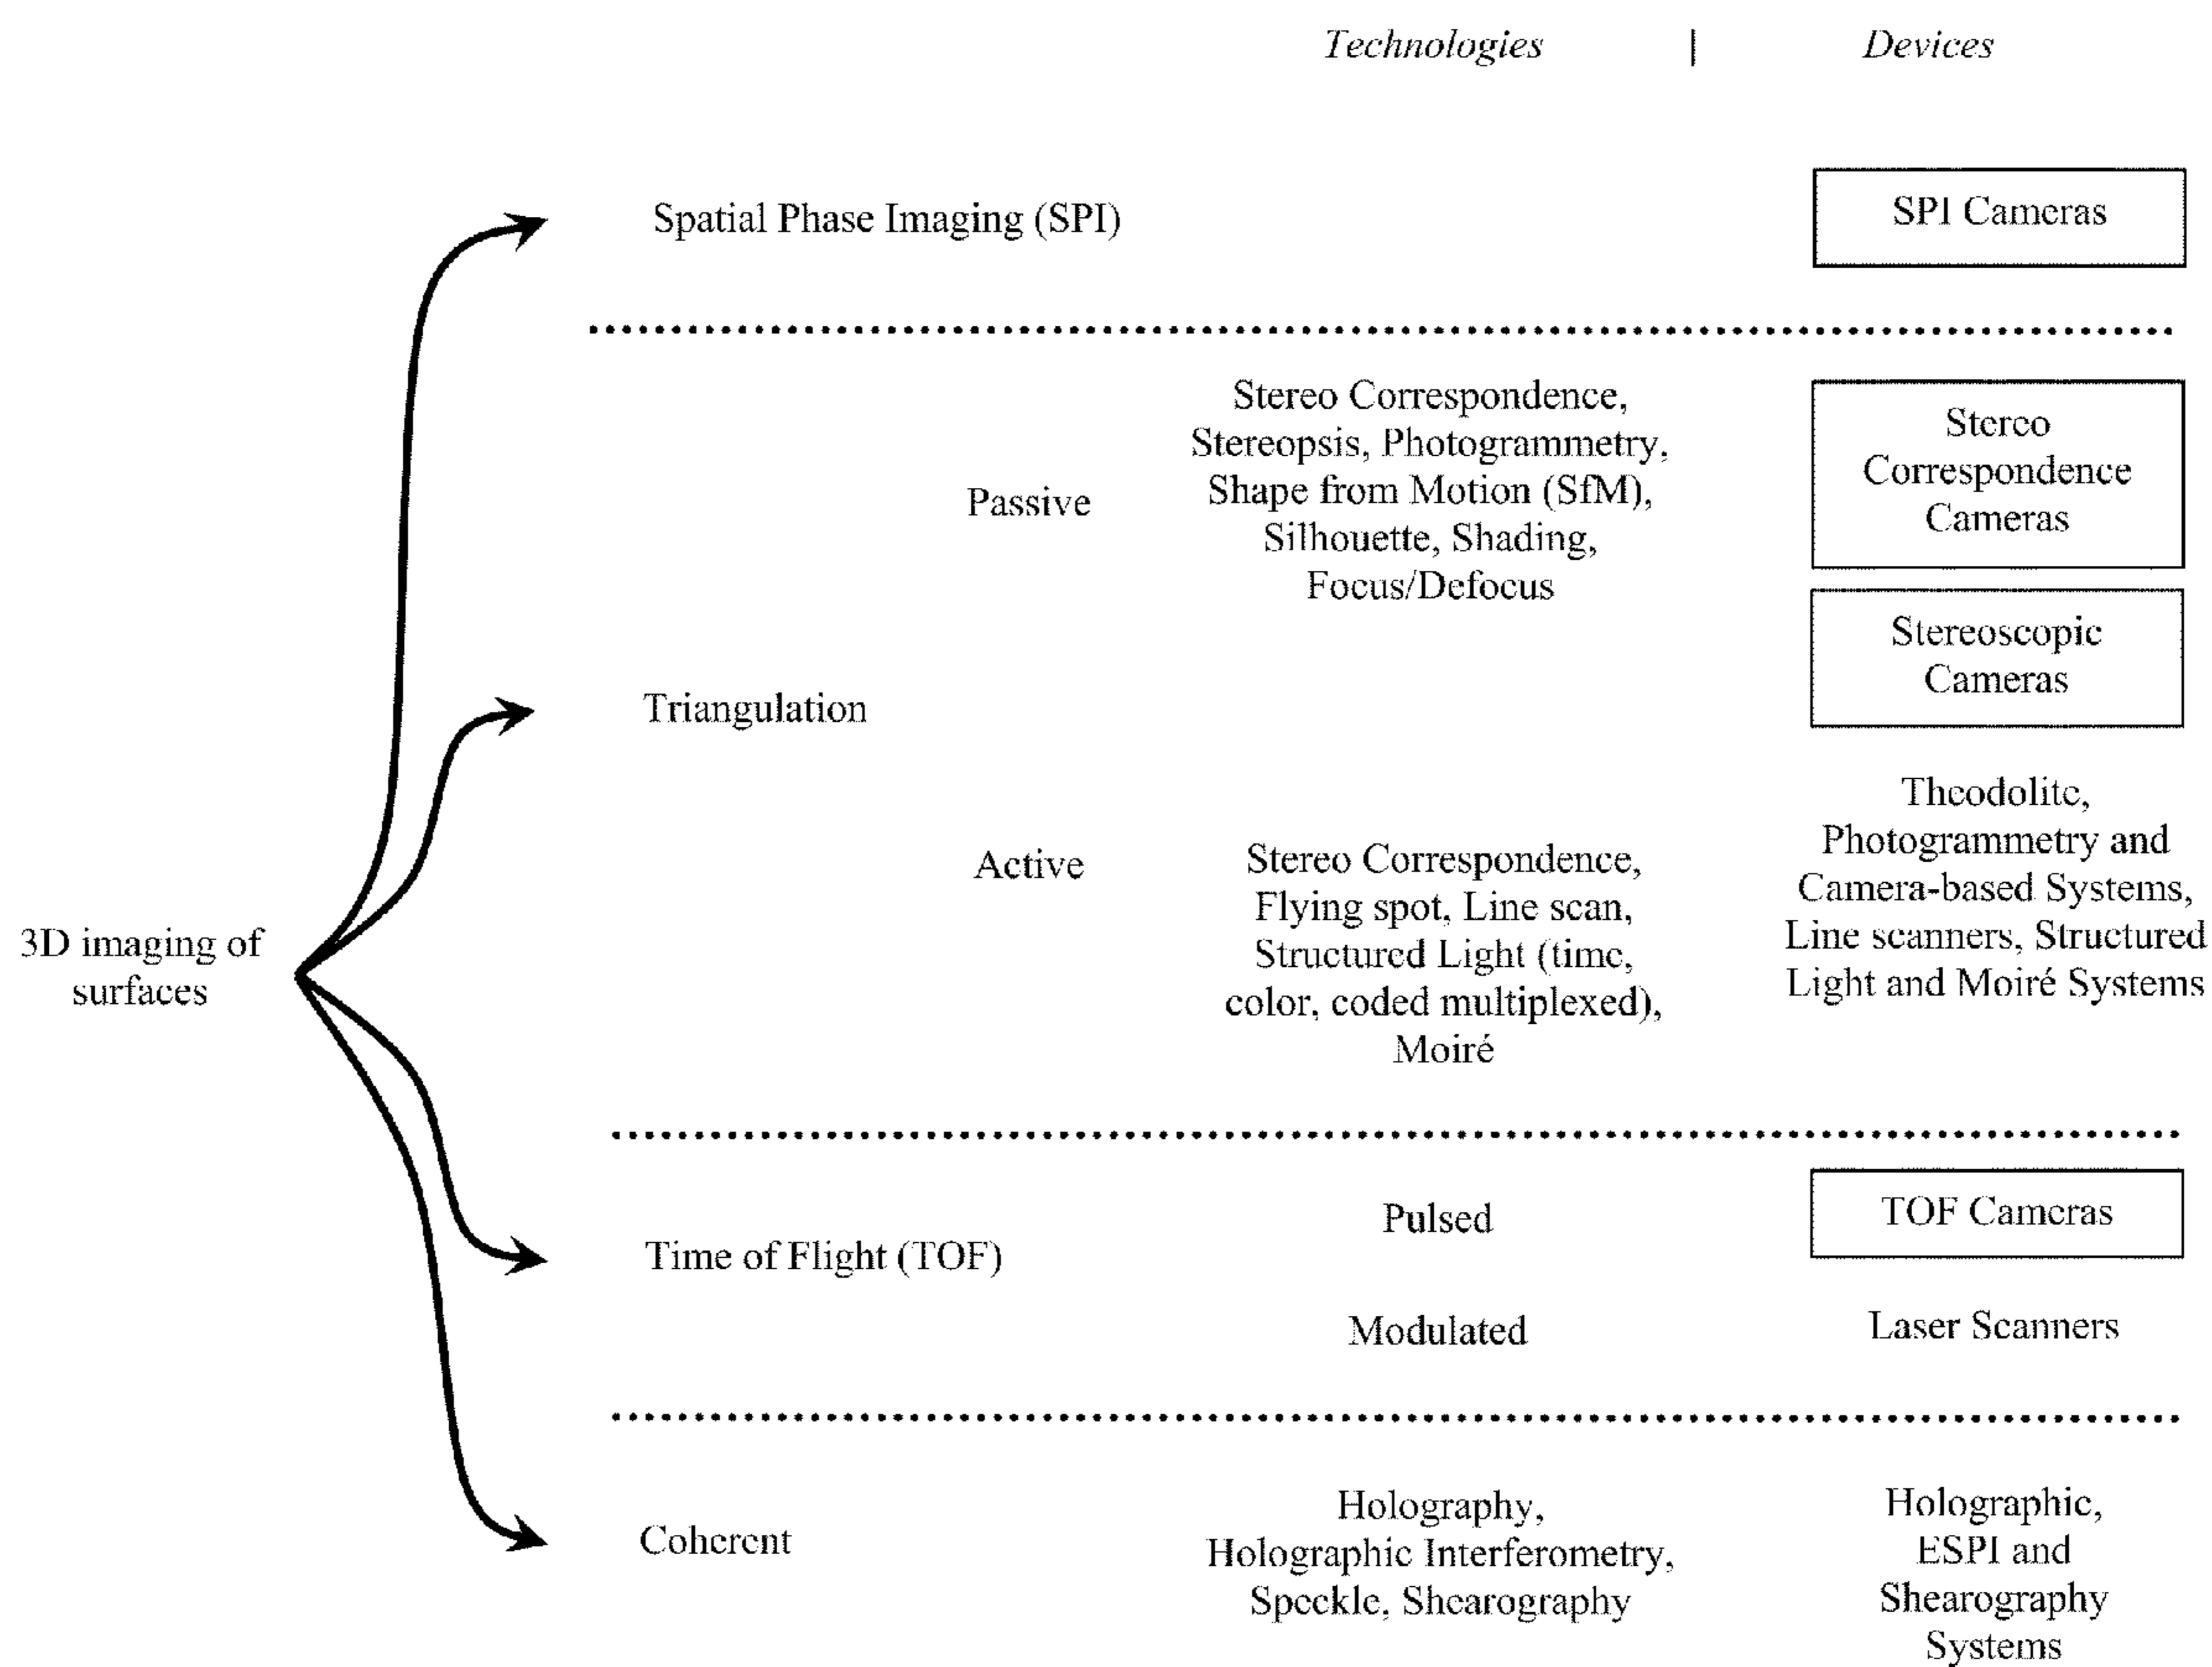 Technologies | Devices
Spatial Phase Imaging (SPI)
SPI Cameras
Passive
Stereo Correspondence,
Stereopsis, Photogrammetry,
Shape from Motion (SfM),
Silhouette, Shading,
Focus/Defocus
Stereo
Correspondence
Cameras
Stereoscopic
Cameras
Triangulation
Active
Stereo Correspondence,
Flying spot, Line scan,
Structured Light (time,
color, coded multiplexed),
Moiré
Theodolite,
Photogrammetry and
Camera-based Systems,
Line scanners, Structured
Light and Moiré Systems
3D imaging of
surfaces
Time of Flight (TOF)
Pulsed
TOF Cameras
Modulated
Laser Scanners
Coherent
Holography,
Holographic Interferometry,
Speckle, Shearography
Holographic,
ESPI and
Shearography
Systems